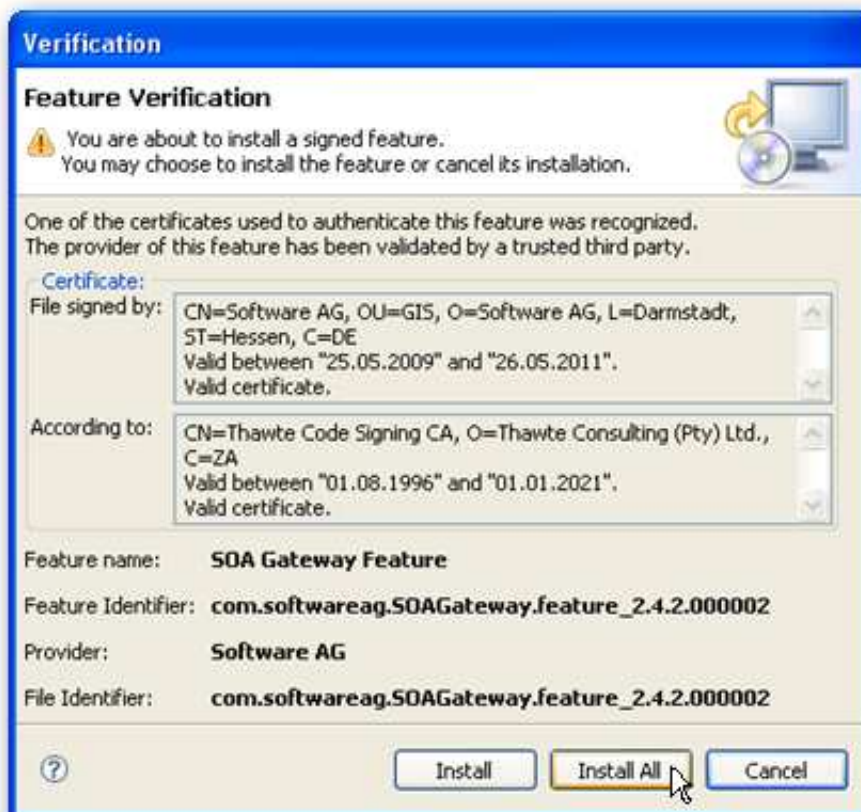 Verification
Feature Verification
You are about to install a signed feature.
You may choose to install the feature or cancel its installation.
One of the certificates used to authenticate this feature was recognized.
The provider of this feature has been validated by a trusted third party.
Certificate:
File signed by:
CN=Software AG, OU=GIS, O=Software AG, L=Darmstadt,
ST=Hessen, C=DE
Valid between "25.05.2009" and "26.05.2011".
Valid certificate.
According to:
CN=Thawte Code Signing CA, O=Thawte Consulting (Pty) Ltd.,
C=ZA
Valid between "01.08.1996" and "01.01.2021".
Valid certificate.
Feature name: SOA Gateway Feature
Feature Identifier: com.softwareag.SOAGateway.feature_2.4.2.000002
Provider: Software AG
File Identifier: com.softwareag.SOAGateway.feature_2.4.2.000002
? Install Install All Cancel